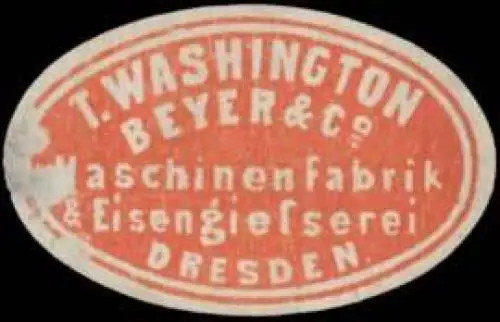 T. WASHINGTON
BEYER & Co
Maschinenfabrik
& Eisengieſserei
DRESDEN.